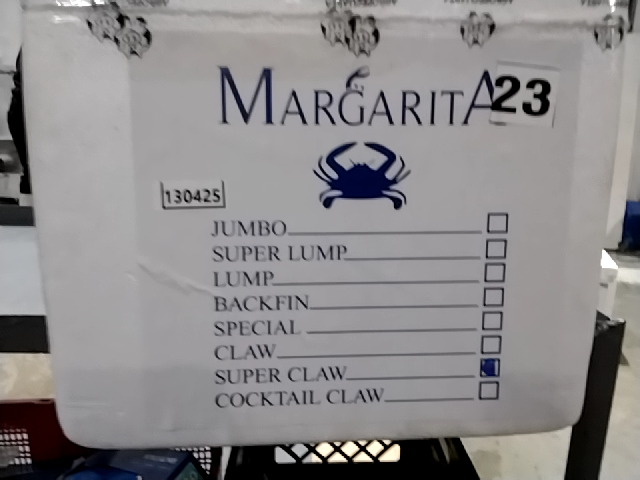 MARGARITA
23
130425
JUMBO
SUPER LUMP
LUMP
BACKFIN
SPECIAL
CLAW
SUPER CLAW
COCKTAIL CLAW